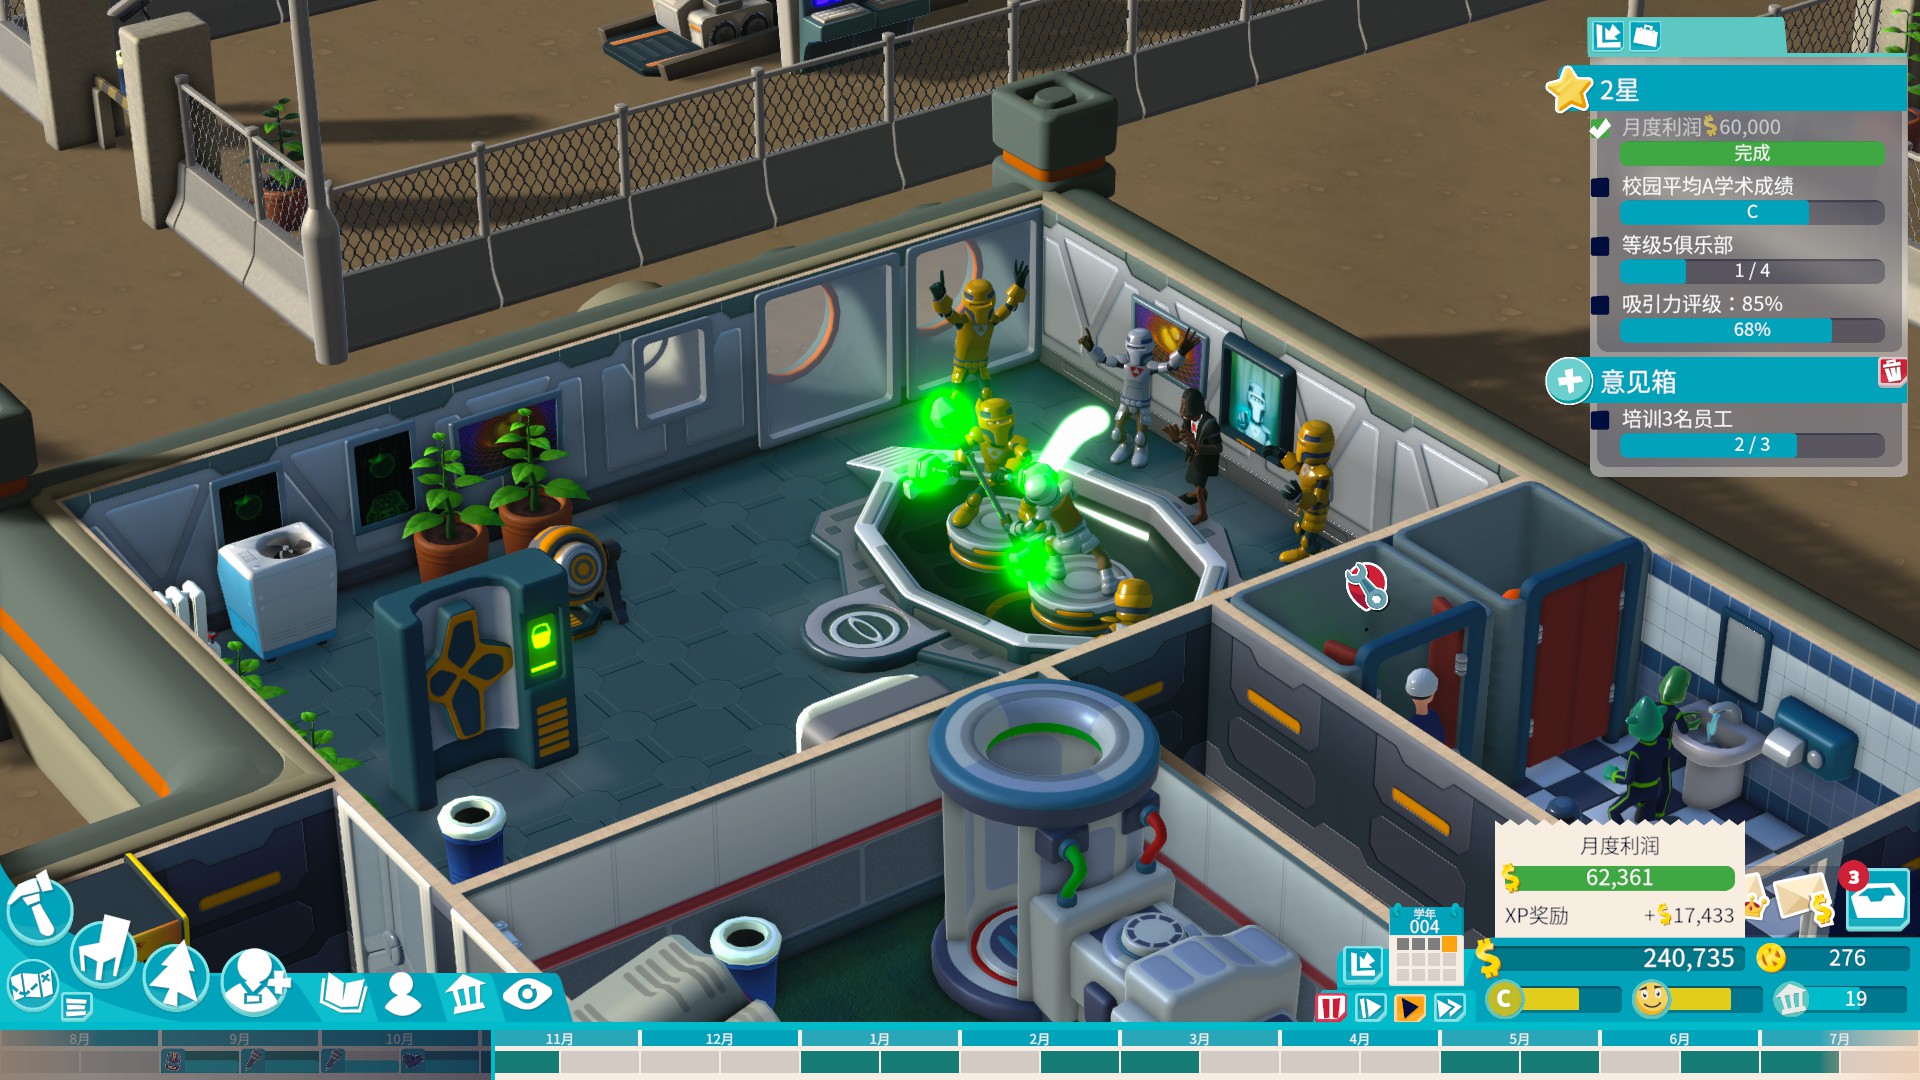 2星
月度利润$60,000
完成
校园平均A学术成绩
C
等级5俱乐部
1 / 4
吸引力评级：85%
68%
意见箱
培训3名员工
2 / 3
月度利润
62,361
XP奖励 +$17,433
3
学年
004
240,735
276
C
19
8月 9月 10月 11月 12月 1月 2月 3月 4月 5月 6月 7月